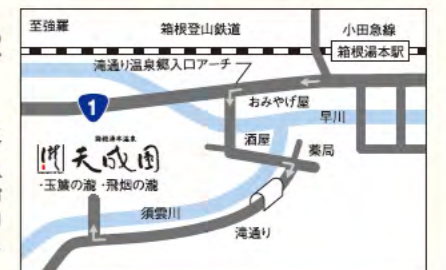 至強羅
箱根登山鉄道
小田急線
箱根湯本駅
滝通り温泉郷入口アーチ
1
おみやげ屋
早川
酒屋
薬局
箱根湯本温泉
天成園
・玉簾の瀧 ・飛烟の瀧
須雲川
滝通り